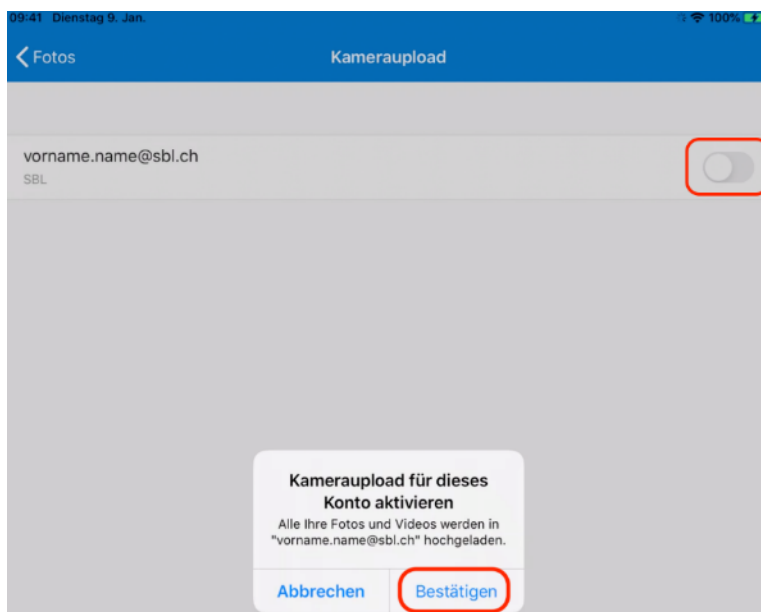 09:41 Dienstag 9. Jan.
100%
Fotos
Kameraupload
vorname.name@sbl.ch
SBL
Kameraupload für dieses
Konto aktivieren
Alle Ihre Fotos und Videos werden in
"vorname.name@sbl.ch" hochgeladen.
Abbrechen
Bestätigen